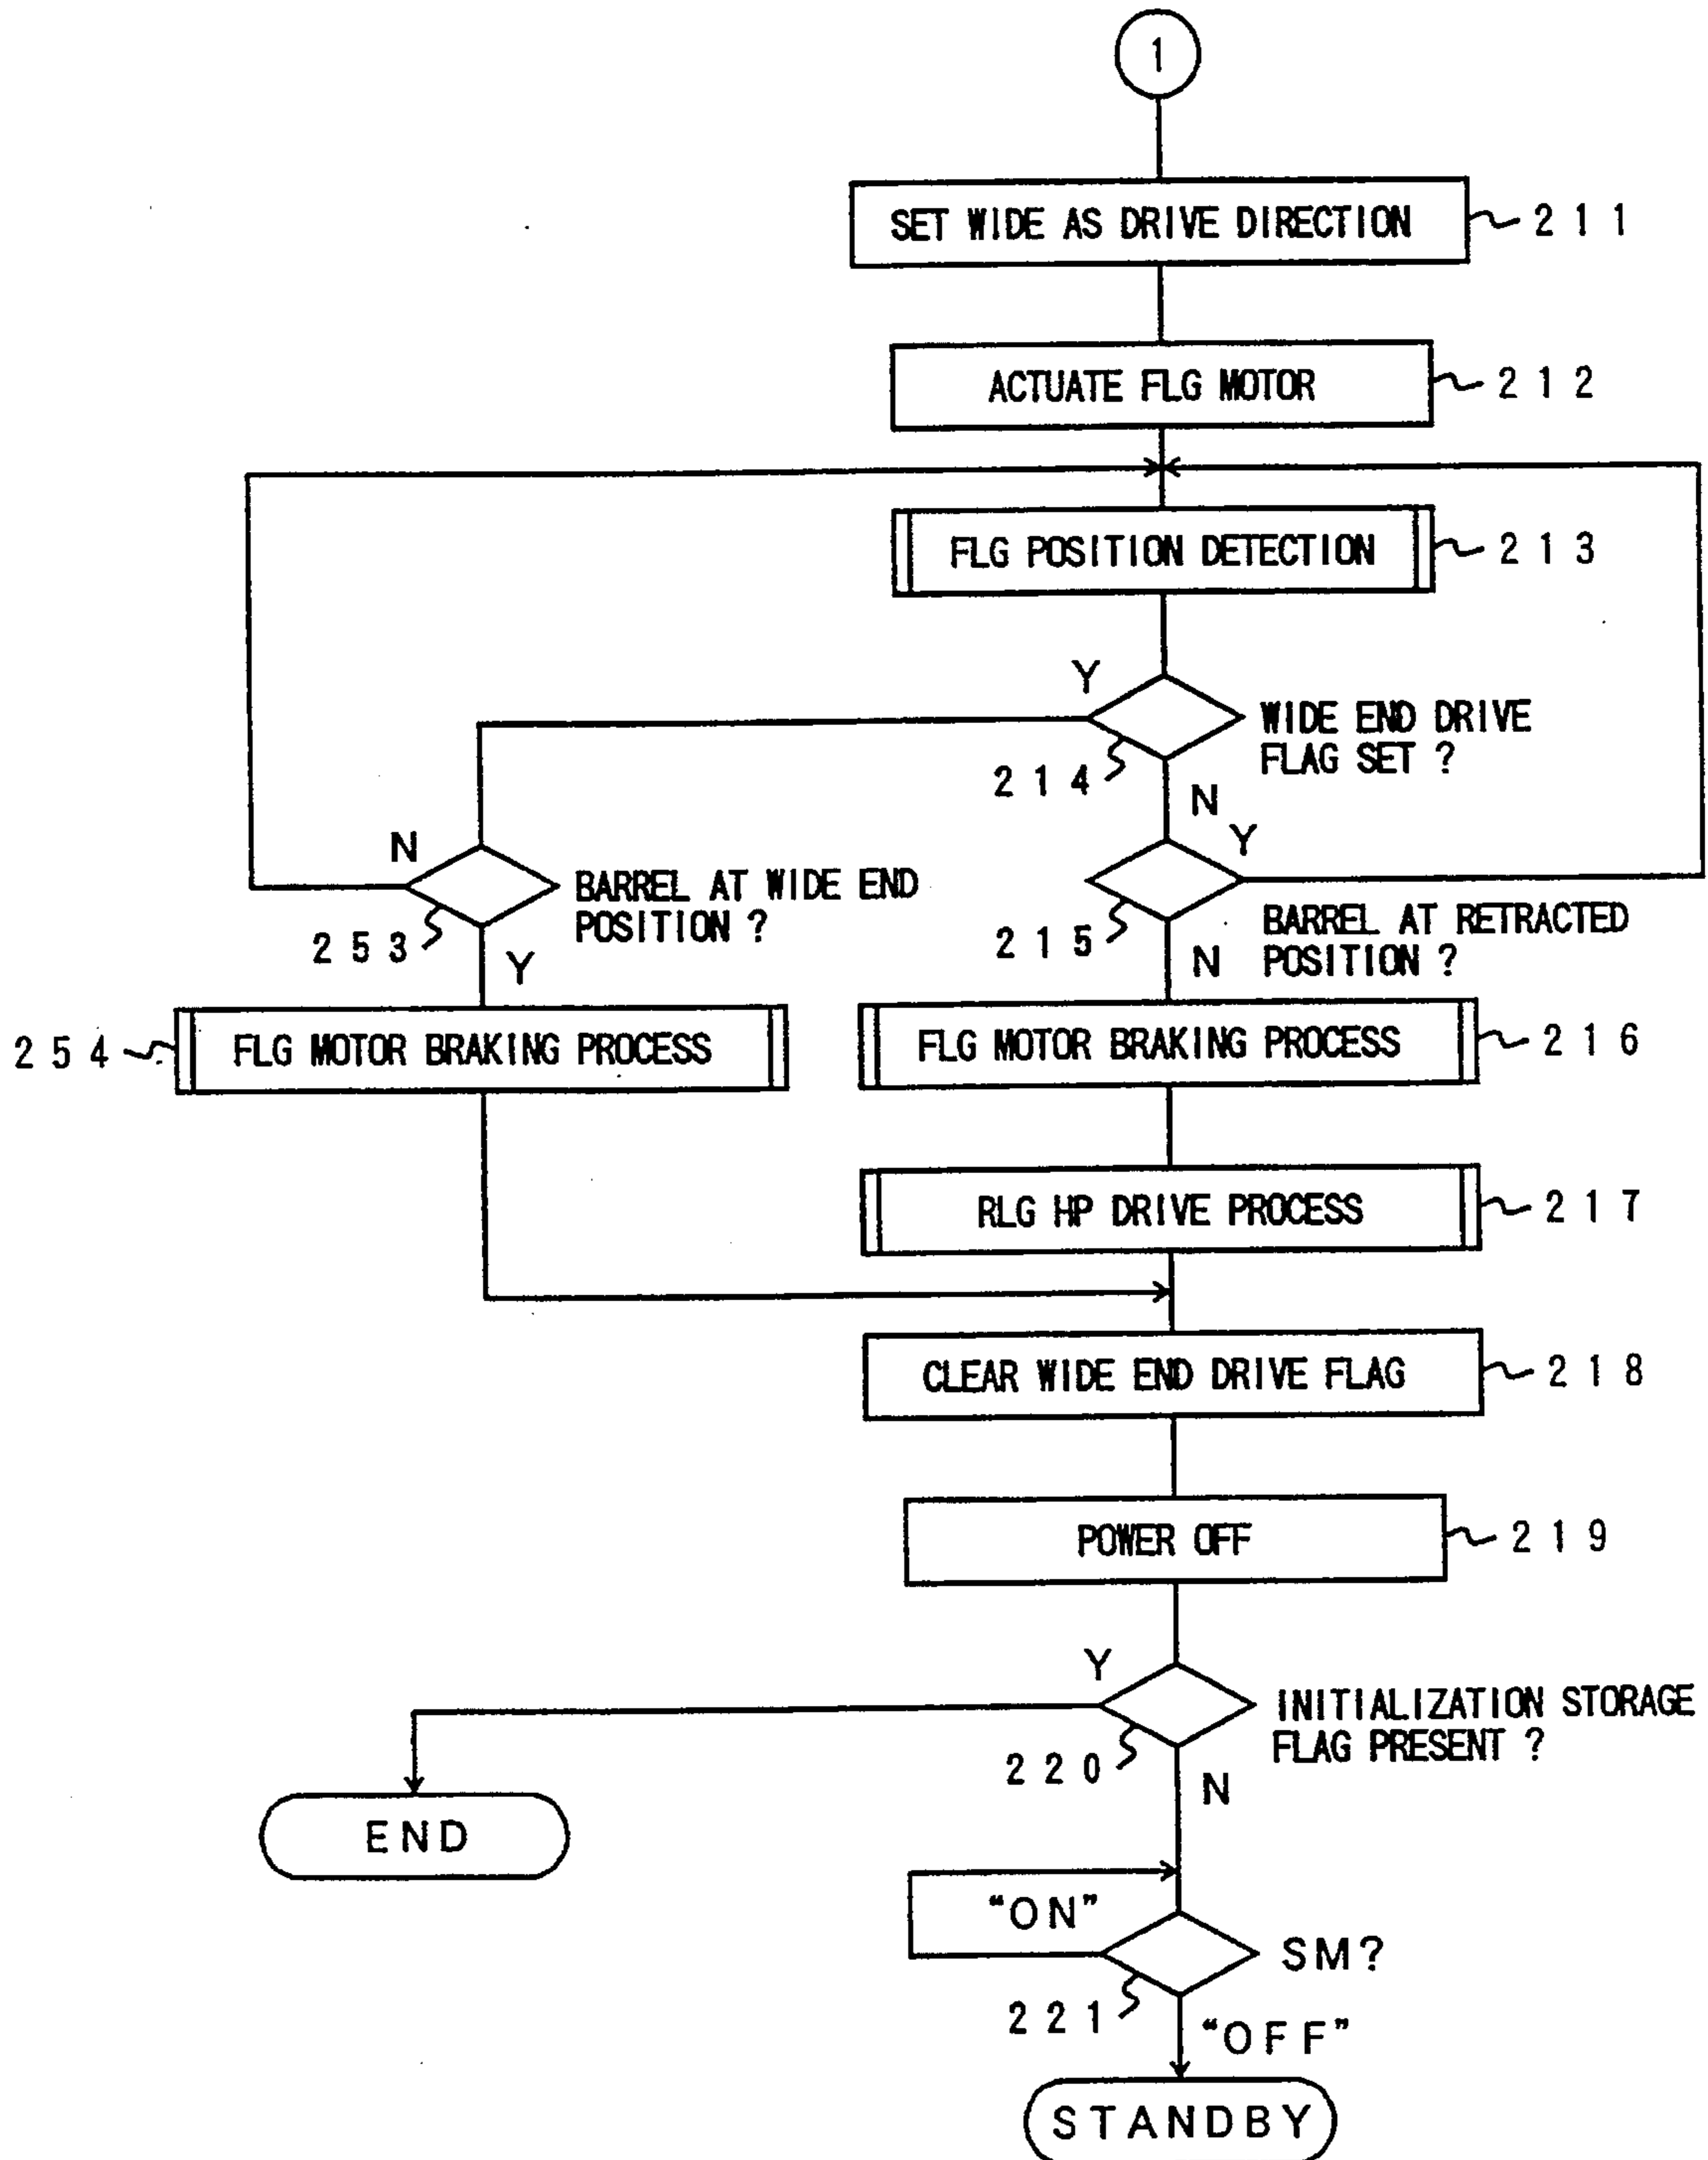 1
SET WIDE AS DRIVE DIRECTION 211
ACTUATE FLG MOTOR 212
FLG POSITION DETECTION 213
Y
WIDE END DRIVE
FLAG SET ?
214
N
Y
N
BARREL AT WIDE END
POSITION ?
253
Y
BARREL AT RETRACTED
POSITION ?
215
N
254 FLG MOTOR BRAKING PROCESS
FLG MOTOR BRAKING PROCESS 216
RLG HP DRIVE PROCESS 217
CLEAR WIDE END DRIVE FLAG 218
POWER OFF 219
Y
INITIALIZATION STORAGE
FLAG PRESENT ?
220
N
END
“ON”
SM?
221
“OFF”
STANDBY